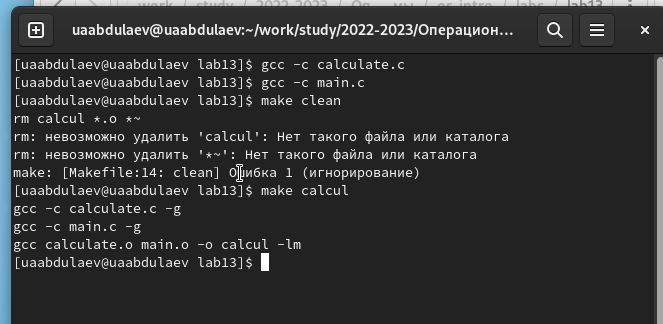 uaabdulaev@uaabdulaev:~/work/study/2022-2023/Операцион...
[uaabdulaev@uaabdulaev lab13]$ gcc -c calculate.c
[uaabdulaev@uaabdulaev lab13]$ gcc -c main.c
[uaabdulaev@uaabdulaev lab13]$ make clean
rm calcul *.o *~
rm: невозможно удалить 'calcul': Нет такого файла или каталога
rm: невозможно удалить '*~': Нет такого файла или каталога
make: [Makefile:14: clean] Ошибка 1 (игнорирование)
[uaabdulaev@uaabdulaev lab13]$ make calcul
gcc -c calculate.c -g
gcc -c main.c -g
gcc calculate.o main.o -o calcul -lm
[uaabdulaev@uaabdulaev lab13]$